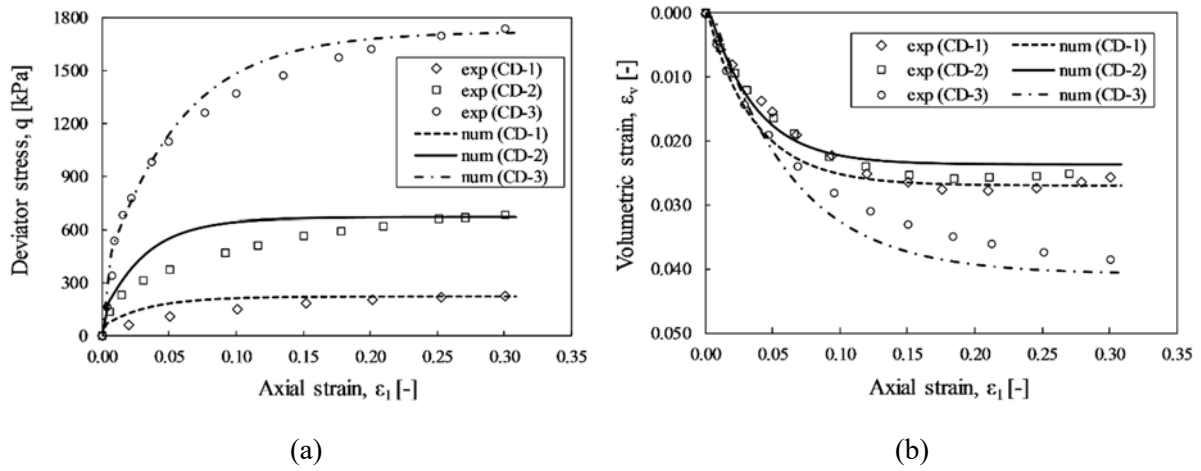 1800
1500
1200
900
600
300
0
Deviator stress, q [kPa]
exp (CD-1)
exp (CD-2)
exp (CD-3)
num (CD-1)
num (CD-2)
num (CD-3)
0.00 0.05 0.10 0.15 0.20 0.25 0.30 0.35
Axial strain, ε1 [-]
(a)
0.000
0.010
0.020
0.030
0.040
0.050
Volumetric strain, εv [-]
exp (CD-1) num (CD-1)
exp (CD-2) num (CD-2)
exp (CD-3) num (CD-3)
0.00 0.05 0.10 0.15 0.20 0.25 0.30 0.35
Axial strain, ε1 [-]
(b)